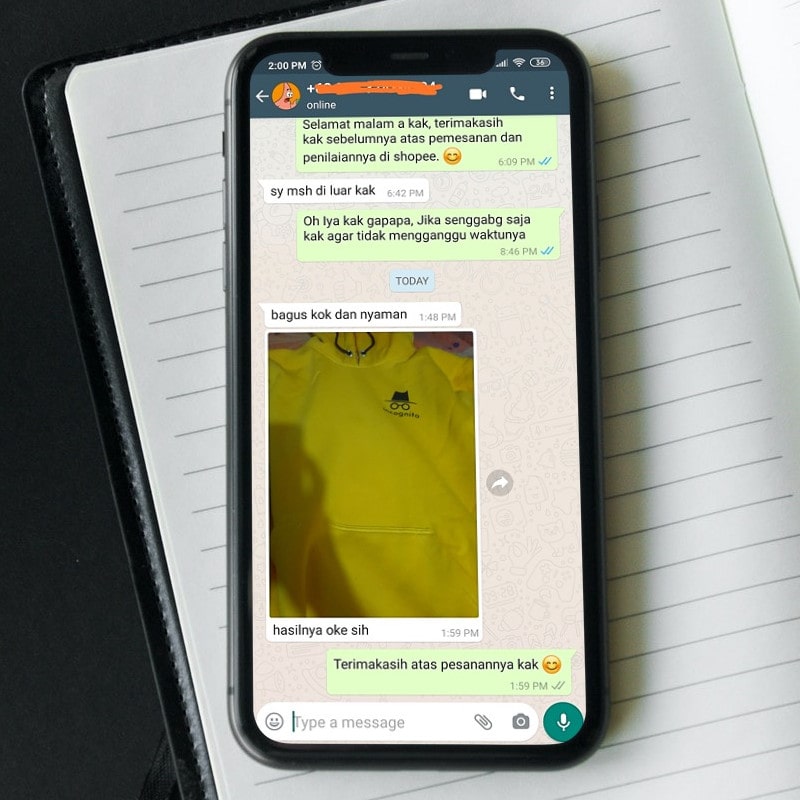 2:00 PM
36
online
Selamat malam a kak, terimakasih
kak sebelumnya atas pemesanan dan
penilaiannya di shopee. 😊
6:09 PM
sy msh di luar kak
6:42 PM
Oh Iya kak gapapa, Jika senggabg saja
kak agar tidak mengganggu waktunya
8:46 PM
TODAY
bagus kok dan nyaman
1:48 PM
incognito
hasilnya oke sih
1:59 PM
Terimakasih atas pesanannya kak 😊
1:59 PM
Type a message